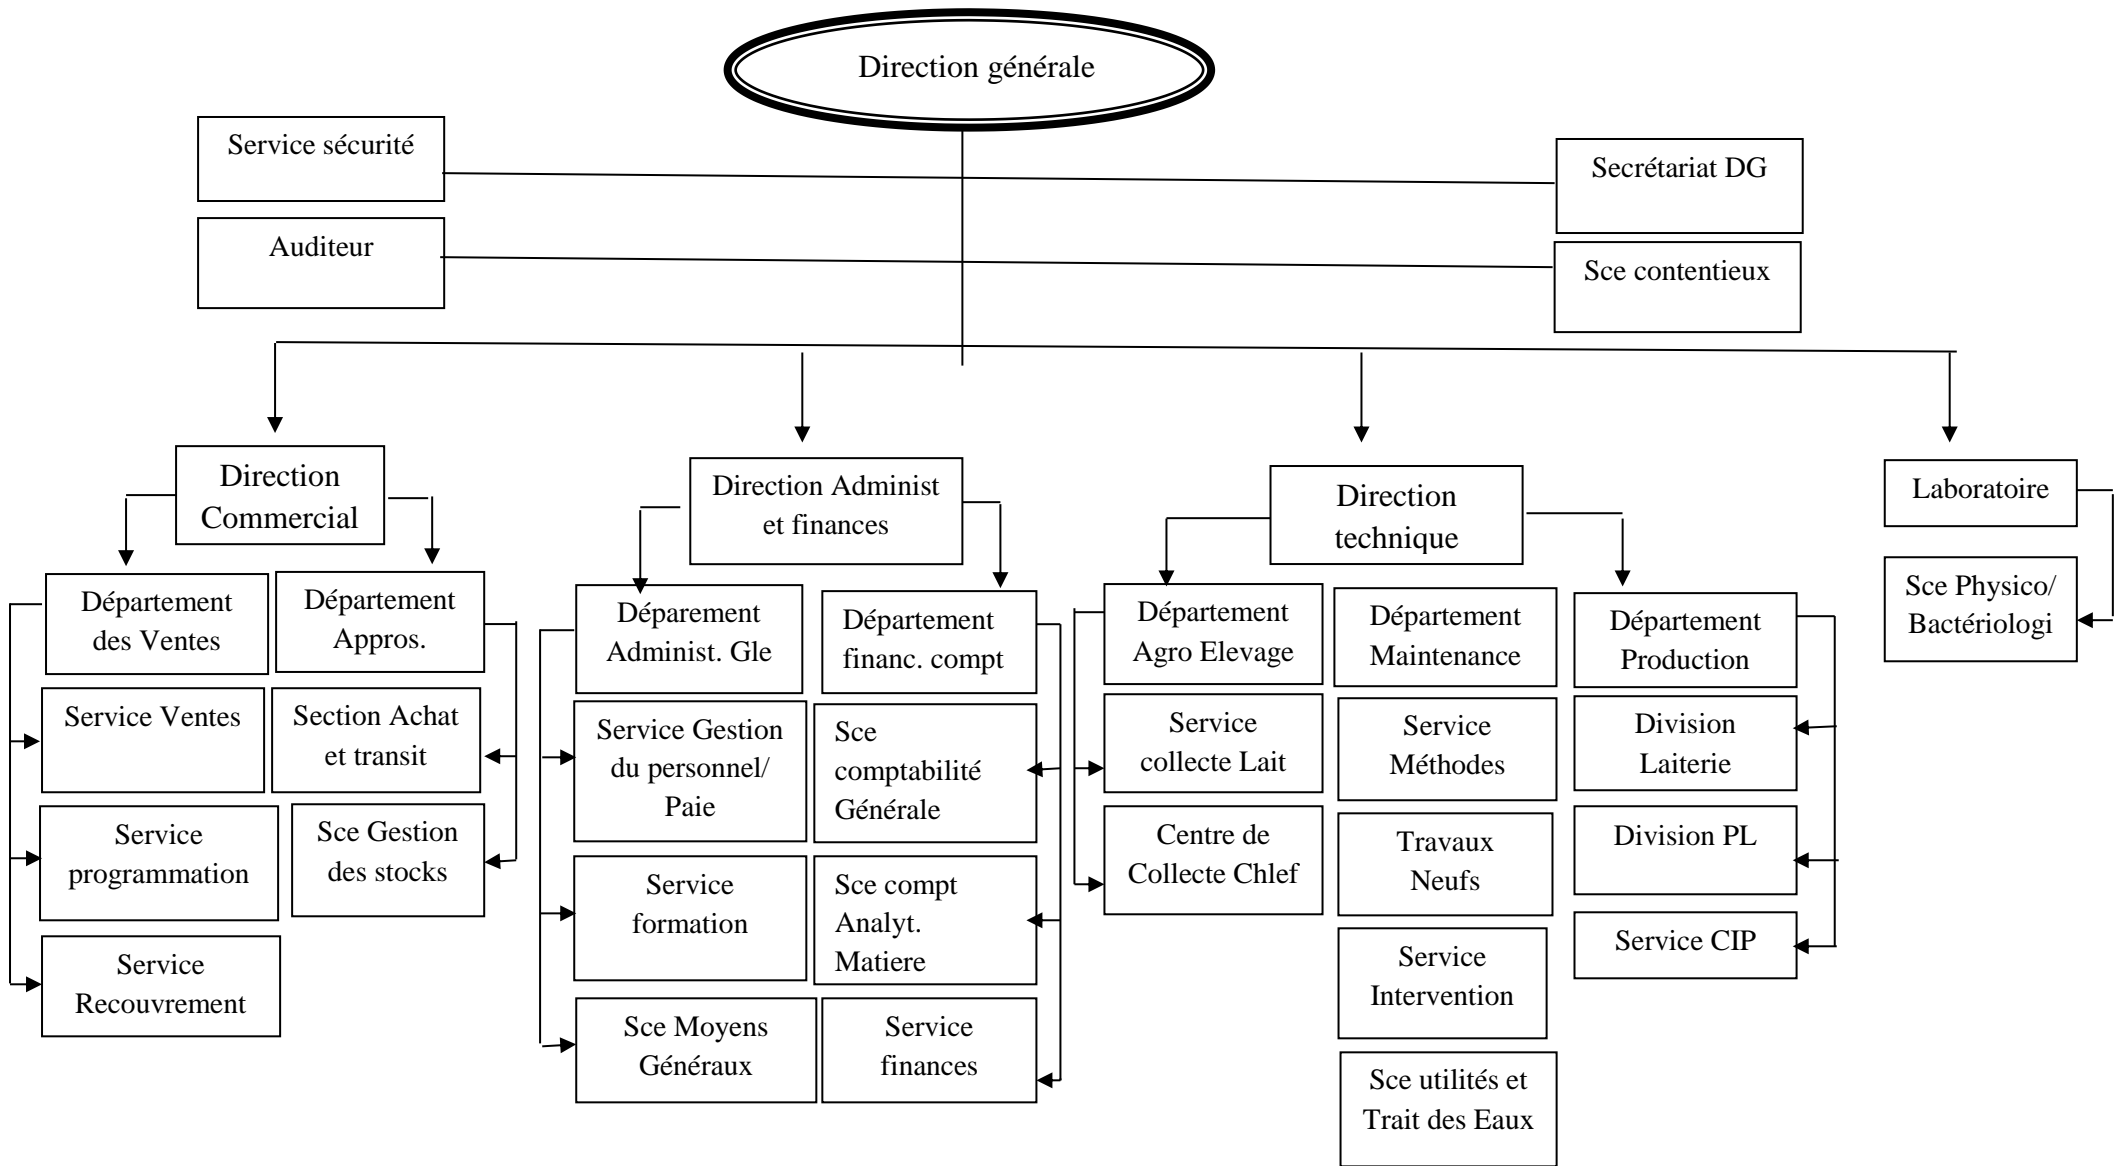 Direction générale
Service sécurité
Secrétariat DG
Auditeur
Sce contentieux
Direction
Commercial
Direction Administ
et finances
Direction
technique
Laboratoire
Département
des Ventes
Département
Appros.
Déparement
Administ. Gle
Département
financ. compt
Département
Agro Elevage
Département
Maintenance
Département
Production
Sce Physico/
Bactériologi
Service Ventes
Section Achat
et transit
Service Gestion
du personnel/
Paie
Sce
comptabilité
Générale
Service
collecte Lait
Service
Méthodes
Division
Laiterie
Service
programmation
Sce Gestion
des stocks
Service
formation
Sce compt
Analyt.
Matiere
Centre de
Collecte Chlef
Travaux
Neufs
Division PL
Service
Recouvrement
Sce Moyens
Généraux
Service
finances
Service
Intervention
Service CIP
Sce utilités et
Trait des Eaux